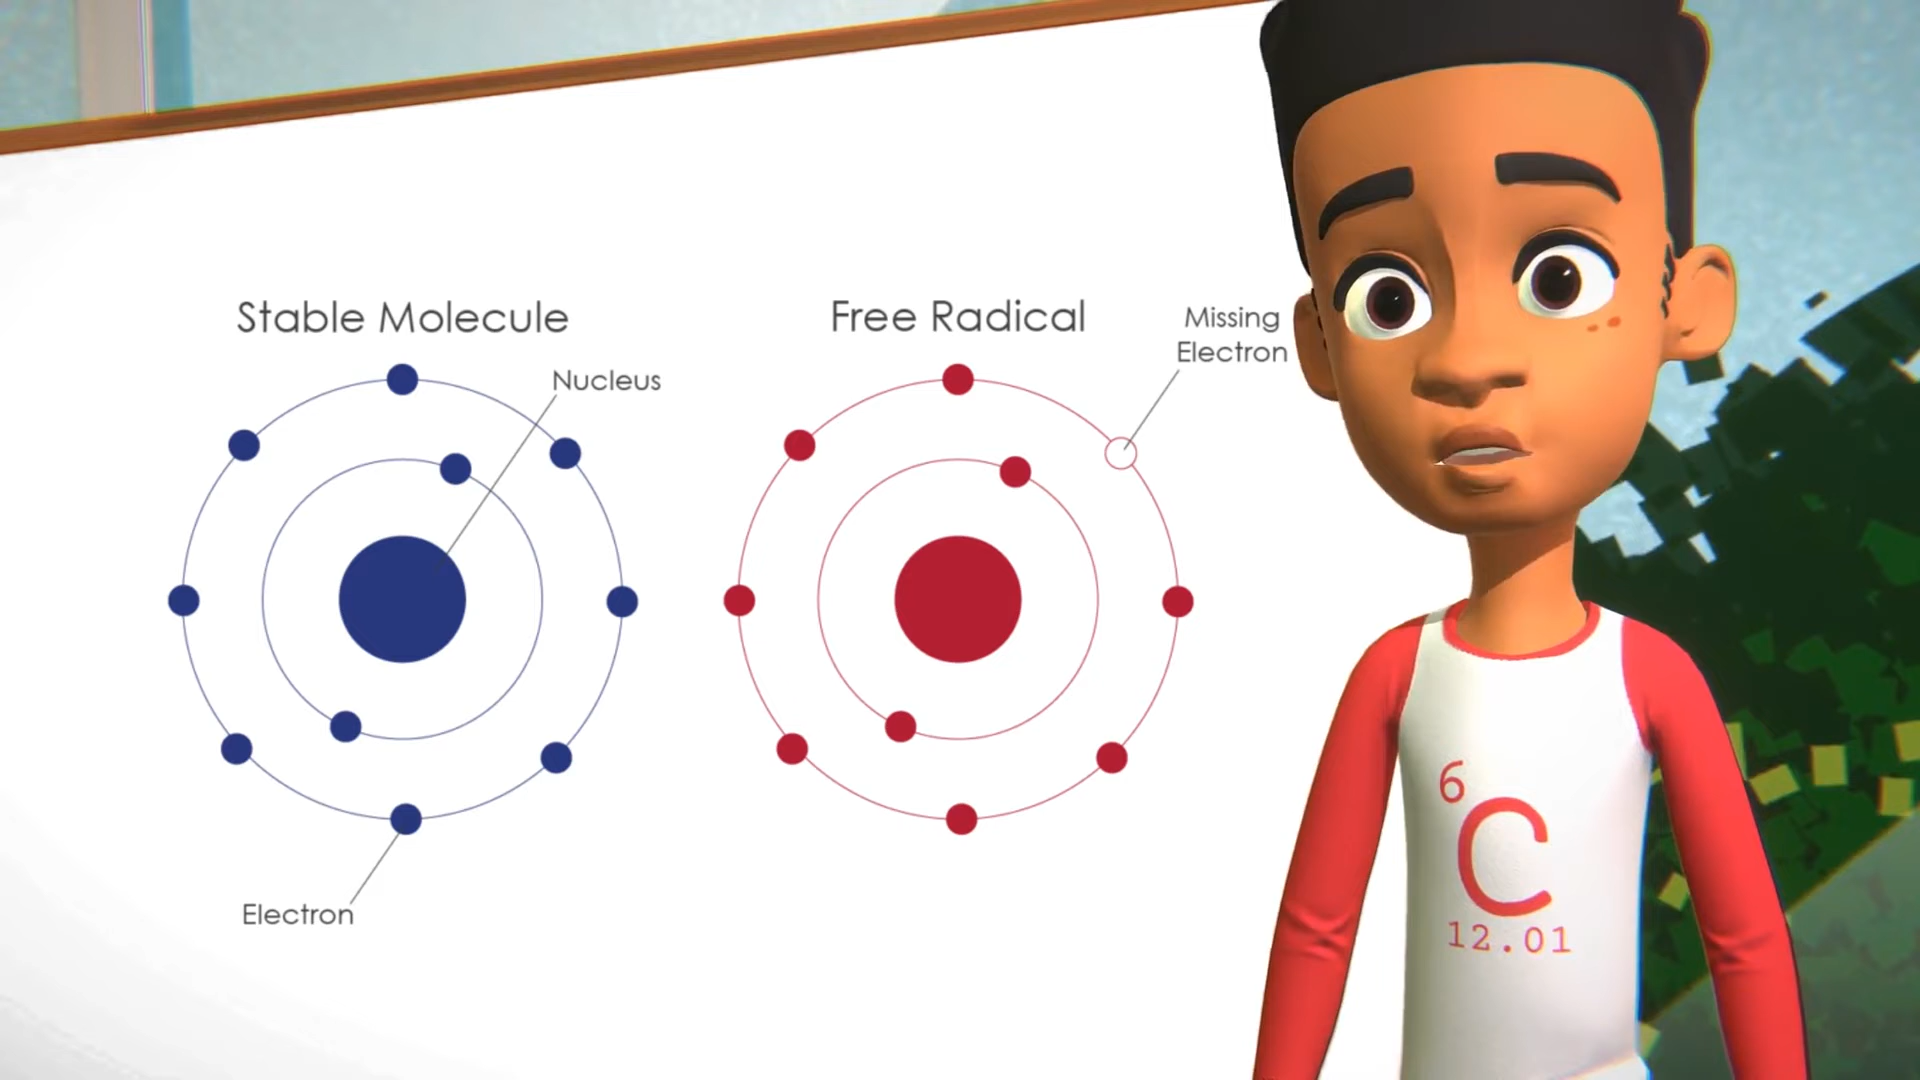 Stable Molecule
Nucleus
Electron
Free Radical
Missing
Electron
6
C
12.01